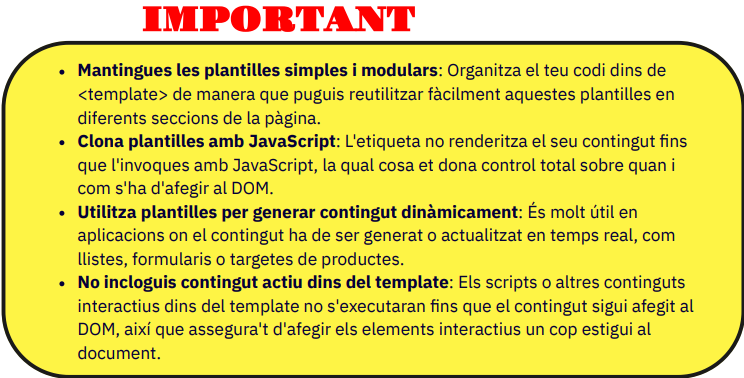 IMPORTANT
• Mantingues les plantilles simples i modulars: Organitza el teu codi dins de
<template> de manera que puguis reutilitzar fàcilment aquestes plantilles en
diferents seccions de la pàgina.
• Clona plantilles amb JavaScript: L'etiqueta no renderitza el seu contingut fins
que l'invoques amb JavaScript, la qual cosa et dona control total sobre quan i
com s'ha d'afegir al DOM.
• Utilitza plantilles per generar contingut dinàmicament: És molt útil en
aplicacions on el contingut ha de ser generat o actualitzat en temps real, com
llistes, formularis o targetes de productes.
• No incloguis contingut actiu dins del template: Els scripts o altres continguts
interactius dins del template no s'executaran fins que el contingut sigui afegit al
DOM, així que assegura't d'afegir els elements interactius un cop estigui al
document.